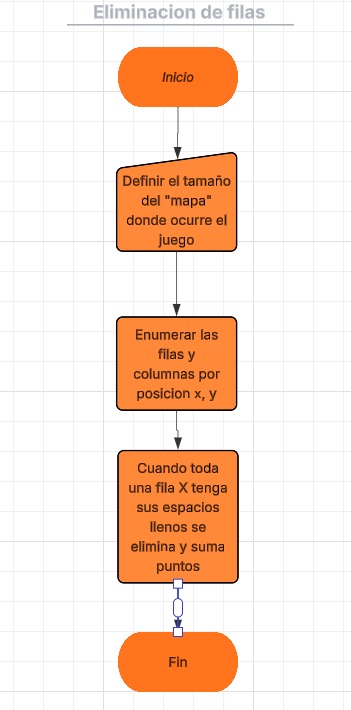 Eliminacion de filas
Inicio
Definir el tamaño
del "mapa"
donde ocurre el
juego
Enumerar las
filas y
columnas por
posicion x, y
Cuando toda
una fila X tenga
sus espacios
llenos se
elimina y suma
puntos
Fin